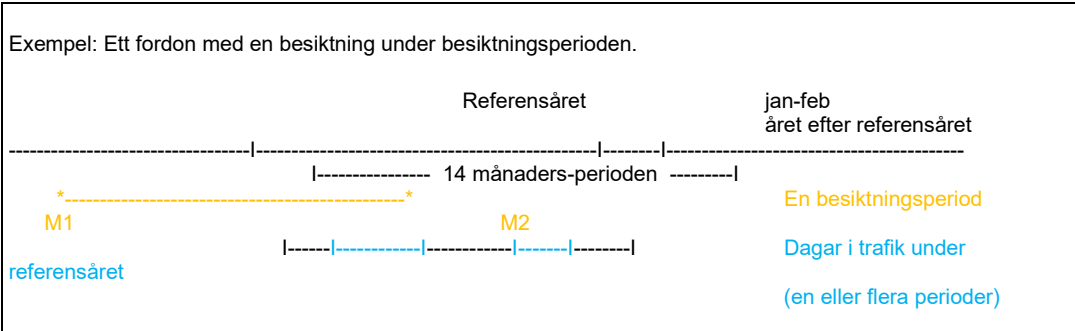 Exempel: Ett fordon med en besiktning under besiktningsperioden.
Referensåret jan-feb
året efter referensåret
----------------------------------I------------------------------------------------I--------I------------------------------------------
I---------------- 14 månaders-perioden ---------I
*------------------------------------------------* En besiktningsperiod
M1 M2
I------I------------I------------I-------I--------I Dagar i trafik under
referensåret
(en eller flera perioder)